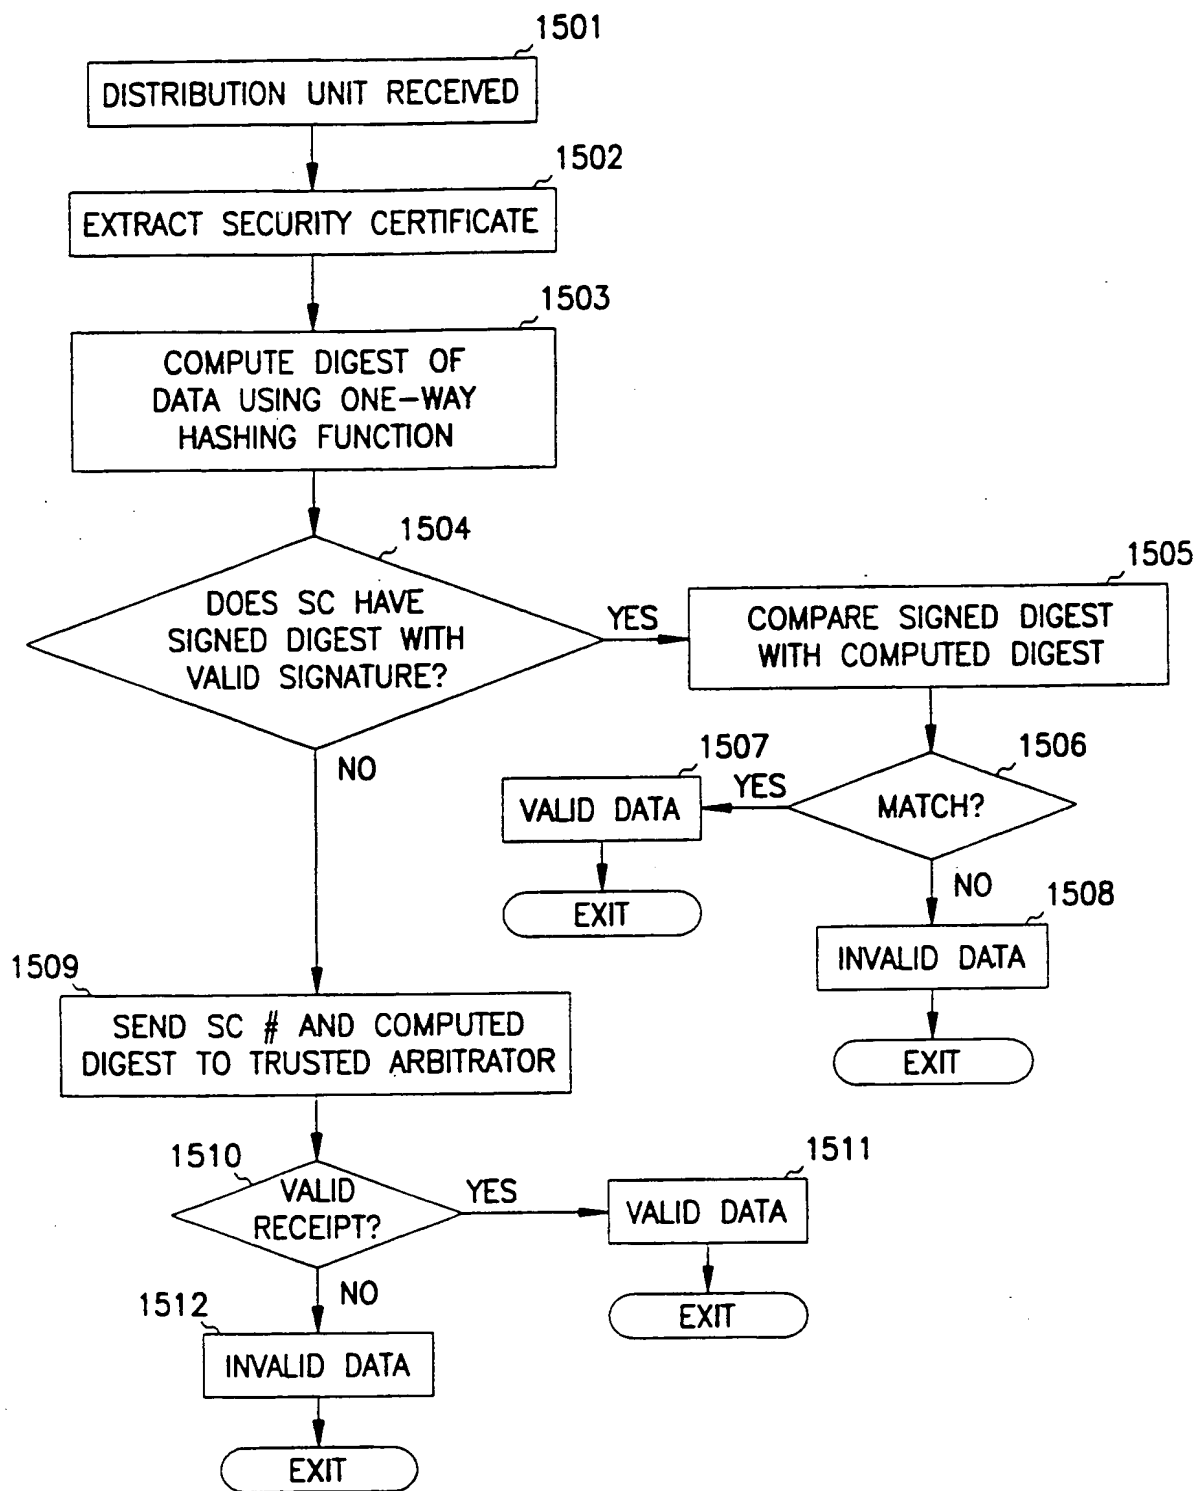 1501
DISTRIBUTION UNIT RECEIVED
1502
EXTRACT SECURITY CERTIFICATE
1503
COMPUTE DIGEST OF
DATA USING ONE-WAY
HASHING FUNCTION
1504
DOES SC HAVE
SIGNED DIGEST WITH
VALID SIGNATURE?
YES
1505
COMPARE SIGNED DIGEST
WITH COMPUTED DIGEST
NO
1507
VALID DATA
YES
1506
MATCH?
EXIT
NO
1508
INVALID DATA
EXIT
1509
SEND SC # AND COMPUTED
DIGEST TO TRUSTED ARBITRATOR
1510
VALID
RECEIPT?
YES
1511
VALID DATA
EXIT
NO
1512
INVALID DATA
EXIT